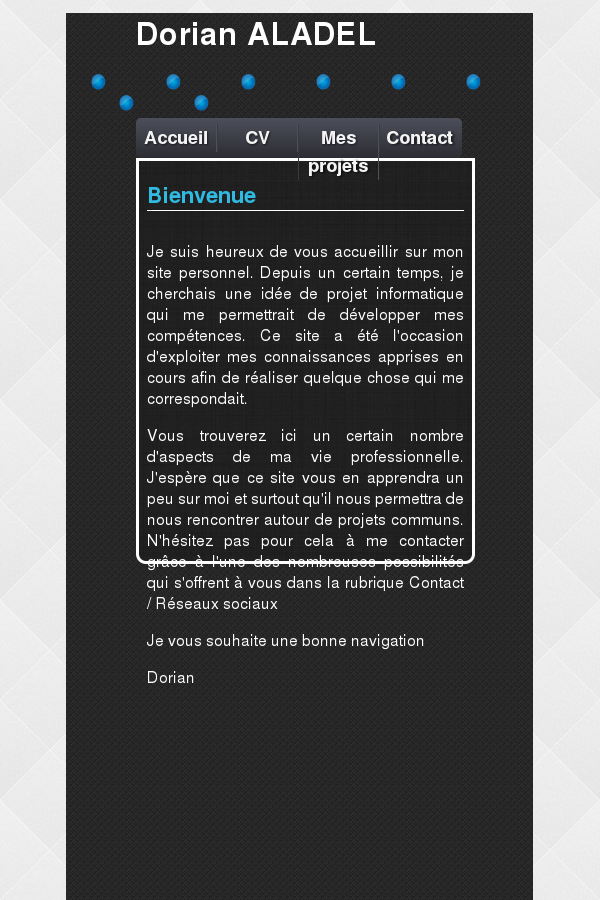 Dorian ALADEL
Accueil CV Mes Contact
projets
Bienvenue
Je suis heureux de vous accueillir sur mon
site personnel. Depuis un certain temps, je
cherchais une idée de projet informatique
qui me permettrait de développer mes
compétences. Ce site a été l'occasion
d'exploiter mes connaissances apprises en
cours afin de réaliser quelque chose qui me
correspondait.
Vous trouverez ici un certain nombre
d'aspects de ma vie professionnelle.
J'espère que ce site vous en apprendra un
peu sur moi et surtout qu'il nous permettra de
nous rencontrer autour de projets communs.
N'hésitez pas pour cela à me contacter
grâce à l'une des nombreuses possibilités
qui s'offrent à vous dans la rubrique Contact
/ Réseaux sociaux
Je vous souhaite une bonne navigation
Dorian